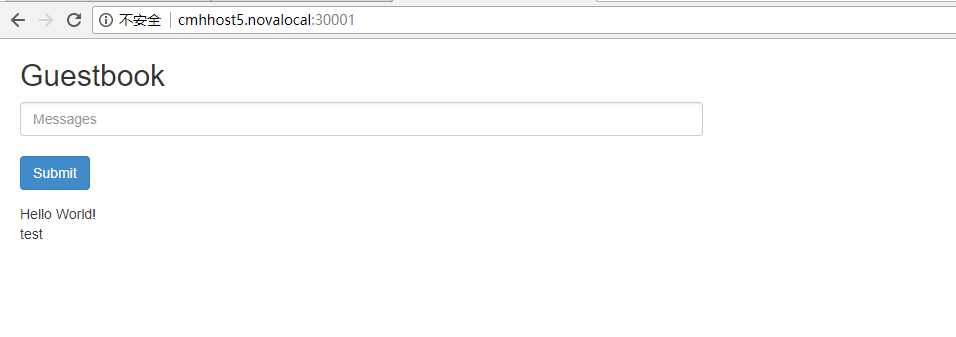 不安全 cmhhost5.novalocal:30001
Guestbook
Messages
Submit
Hello World!
test